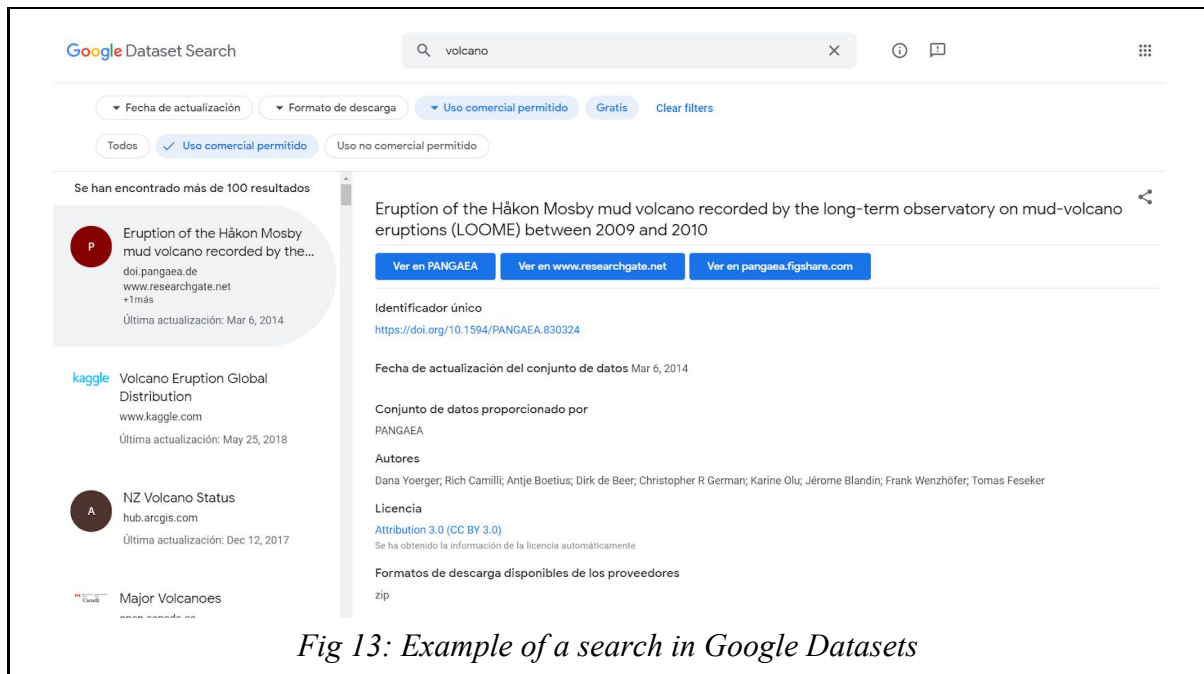 Google Dataset Search
volcano
Fecha de actualización
Formato de descarga
Uso comercial permitido
Gratis
Clear filters
Todos
Uso comercial permitido
Uso no comercial permitido
Se han encontrado más de 100 resultados
P
Eruption of the Håkon Mosby
mud volcano recorded by the...
doi.pangaea.de
www.researchgate.net
+1más
Última actualización: Mar 6, 2014
kaggle
Volcano Eruption Global
Distribution
www.kaggle.com
Última actualización: May 25, 2018
A
NZ Volcano Status
hub.arcgis.com
Última actualización: Dec 12, 2017
Canada
Major Volcanoes
Eruption of the Håkon Mosby mud volcano recorded by the long-term observatory on mud-volcano
eruptions (LOOME) between 2009 and 2010
Ver en PANGAEA
Ver en www.researchgate.net
Ver en pangaea.figshare.com
Identificador único
https://doi.org/10.1594/PANGAEA.830324
Fecha de actualización del conjunto de datos Mar 6, 2014
Conjunto de datos proporcionado por
PANGAEA
Autores
Dana Yoerger; Rich Camilli; Antje Boetius; Dirk de Beer; Christopher R German; Karine Olu; Jérome Blandin; Frank Wenzhöfer; Tomas Feseker
Licencia
Attribution 3.0 (CC BY 3.0)
Se ha obtenido la información de la licencia automáticamente
Formatos de descarga disponibles de los proveedores
zip
Fig 13: Example of a search in Google Datasets